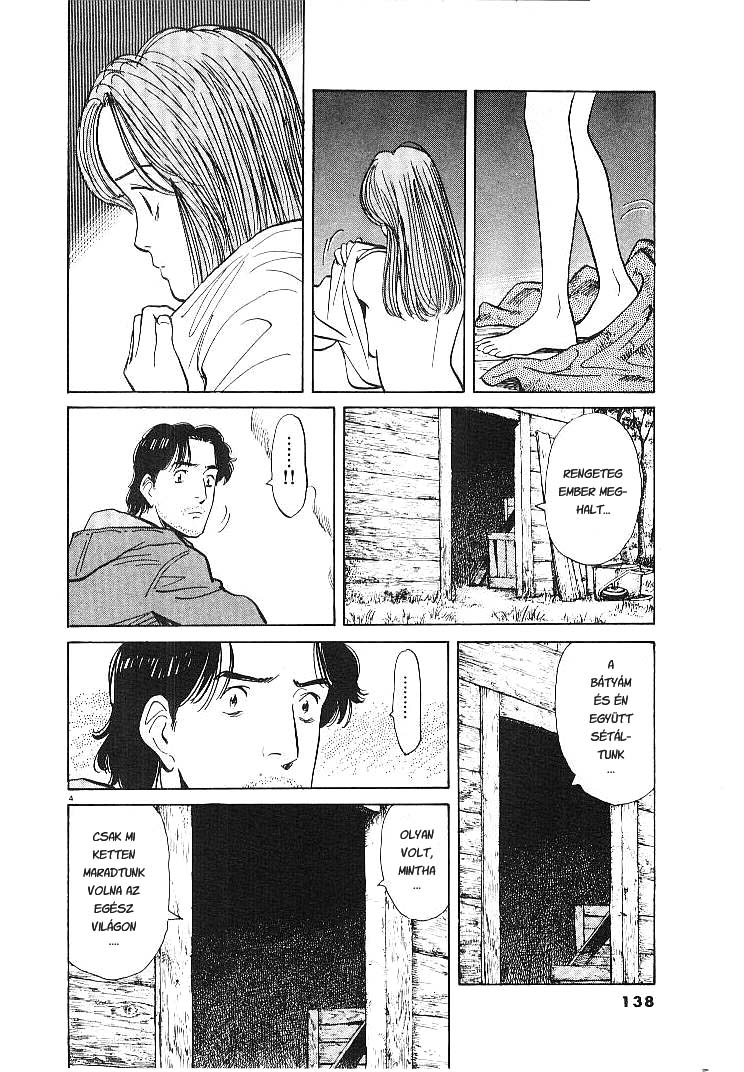 RENGETEG
EMBER MEG-
HALT...
......!!
A
BÁTYÁM
ÉS ÉN
EGYÜTT
SÉTÁL-
TUNK
...
.........
OLYAN
VOLT,
MINTHA
...
CSAK MI
KETTEN
MARADTUNK
VOLNA AZ
EGÉSZ
VILÁGON
....
4
138